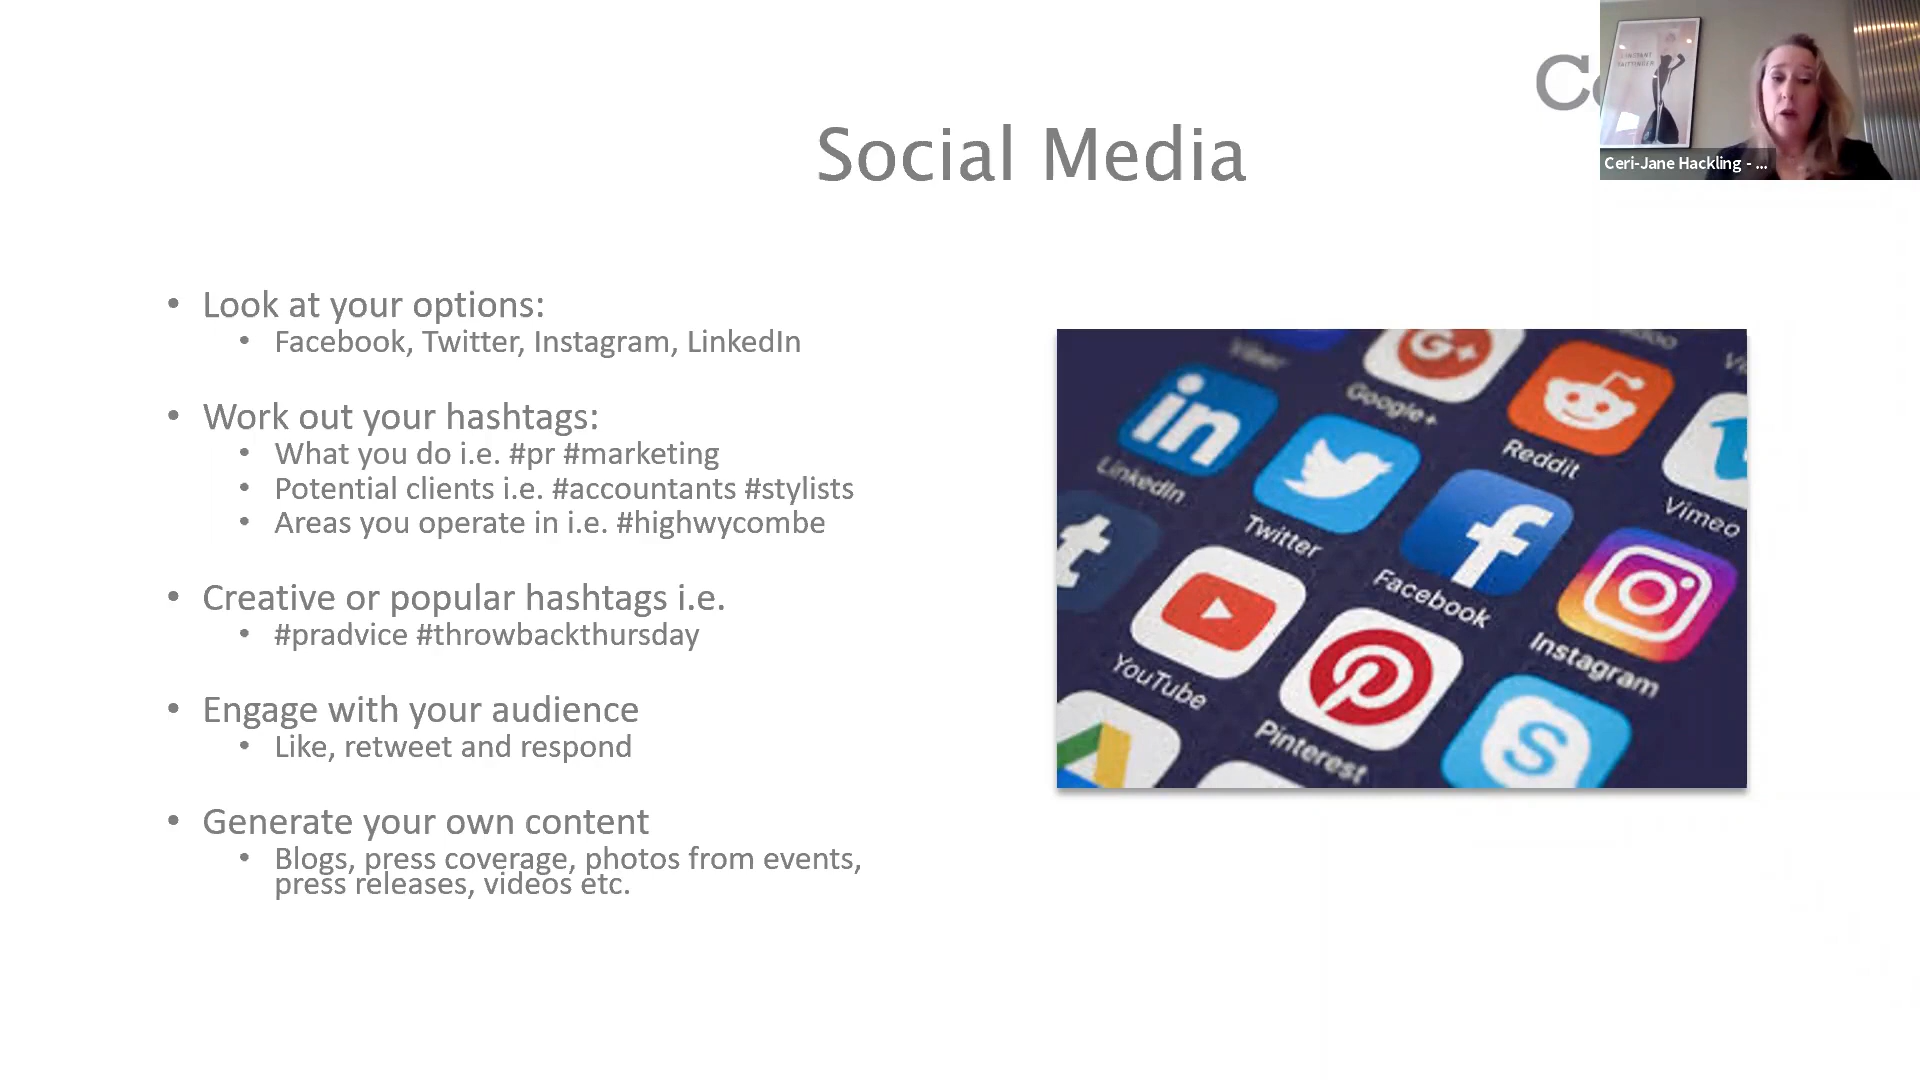 Social Media
Ceri-Jane Hackling - ...
• Look at your options:
• Facebook, Twitter, Instagram, LinkedIn
• Work out your hashtags:
• What you do i.e. #pr #marketing
• Potential clients i.e. #accountants #stylists
• Areas you operate in i.e. #highwycombe
• Creative or popular hashtags i.e.
• #pradvice #throwbackthursday
• Engage with your audience
• Like, retweet and respond
• Generate your own content
• Blogs, press coverage, photos from events,
press releases, videos etc.
Viber
Google+
Reddit
Vimeo
LinkedIn
Twitter
Facebook
Instagram
YouTube
Pinterest